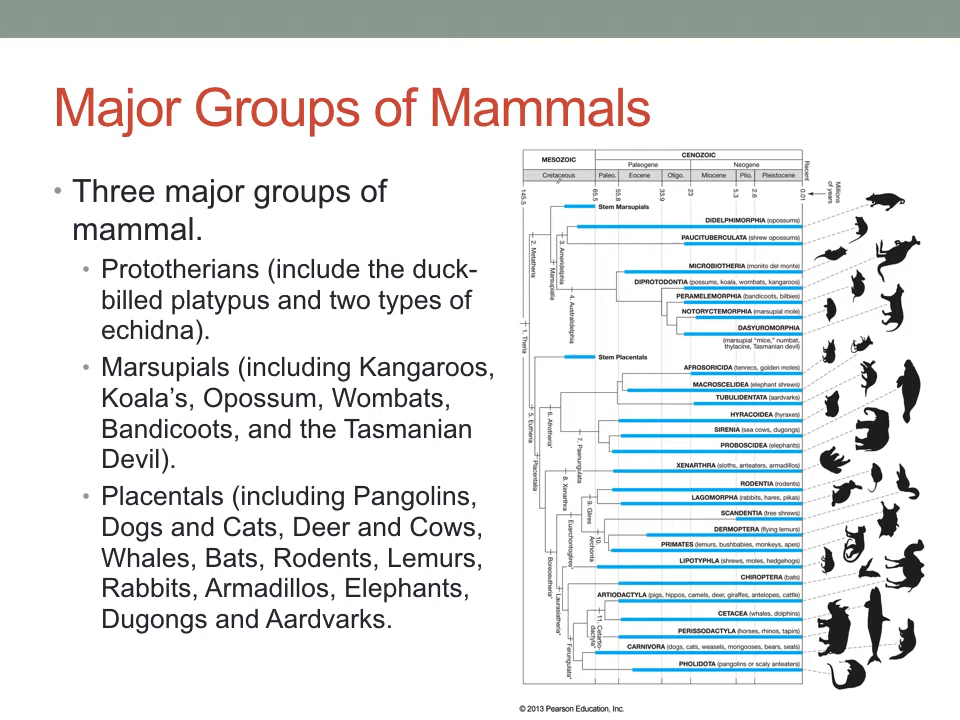 Major Groups of Mammals
• Three major groups of
mammal.
• Prototherians (include the duck-
billed platypus and two types of
echidna).
• Marsupials (including Kangaroos,
Koala’s, Opossum, Wombats,
Bandicoots, and the Tasmanian
Devil).
• Placentals (including Pangolins,
Dogs and Cats, Deer and Cows,
Whales, Bats, Rodents, Lemurs,
Rabbits, Armadillos, Elephants,
Dugongs and Aardvarks.
MESOZOIC
CENOZOIC
Paleogene
Neogene
Cretaceous
Paleo.
Eocene
Oligo.
Miocene
Plio.
Pleistocene
Recent
145.5
65.5
55.8
33.9
23
5.3
2.6
0.01
Millions
of years
Stem Marsupials
DIDELPHIMORPHIA (opossums)
PAUCITUBERCULATA (shrew opossums)
MICROBIOTHERIA (monito del monte)
DIPROTODONTIA (possums, koala, wombats, kangaroos)
PERAMELEMORPHIA (bandicoots, bilbies)
NOTORYCTEMORPHIA (marsupial mole)
DASYUROMORPHIA
(marsupial “mice,” numbat,
thylacine, Tasmanian devil)
Stem Placentals
AFROSORICIDA (tenrecs, golden moles)
MACROSCELIDEA (elephant shrews)
TUBULIDENTATA (aardvarks)
HYRACOIDEA (hyraxes)
SIRENIA (sea cows, dugongs)
PROBOSCIDEA (elephants)
XENARTHRA (sloths, anteaters, armadillos)
RODENTIA (rodents)
LAGOMORPHA (rabbits, hares, pikas)
SCANDENTIA (tree shrews)
DERMOPTERA (flying lemurs)
PRIMATES (lemurs, bushbabies, monkeys, apes)
LIPOTYPHLA (shrews, moles, hedgehogs)
CHIROPTERA (bats)
ARTIODACTYLA (pigs, hippos, camels, deer, giraffes, antelopes, cattle)
CETACEA (whales, dolphins)
PERISSODACTYLA (horses, rhinos, tapirs)
CARNIVORA (dogs, cats, weasels, mongooses, bears, seals)
PHOLIDOTA (pangolins or scaly anteaters)
1. Theria
2. Metatheria
Marsupialia
3. Ameridelphia
4. Australidelphia
5. Eutheria
Placentalia
6. Afrotheria*
7. Paenungulata
8. Xenarthra
Boreoeutheria*
Euarchontoglires*
9. Glires
10.
Archonta
Laurasiatheria*
Ferungulata*
11. Cetartio-
dactyla*
© 2013 Pearson Education, Inc.